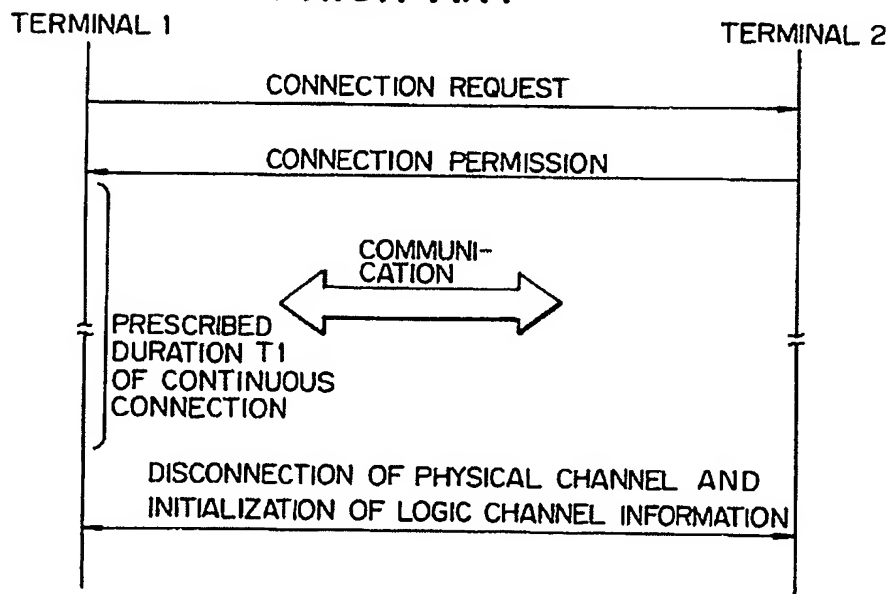 TERMINAL 1
TERMINAL 2
CONNECTION REQUEST
CONNECTION PERMISSION
COMMUNI-
CATION
PRESCRIBED
DURATION T1
OF CONTINUOUS
CONNECTION
DISCONNECTION OF PHYSICAL CHANNEL AND
INITIALIZATION OF LOGIC CHANNEL INFORMATION